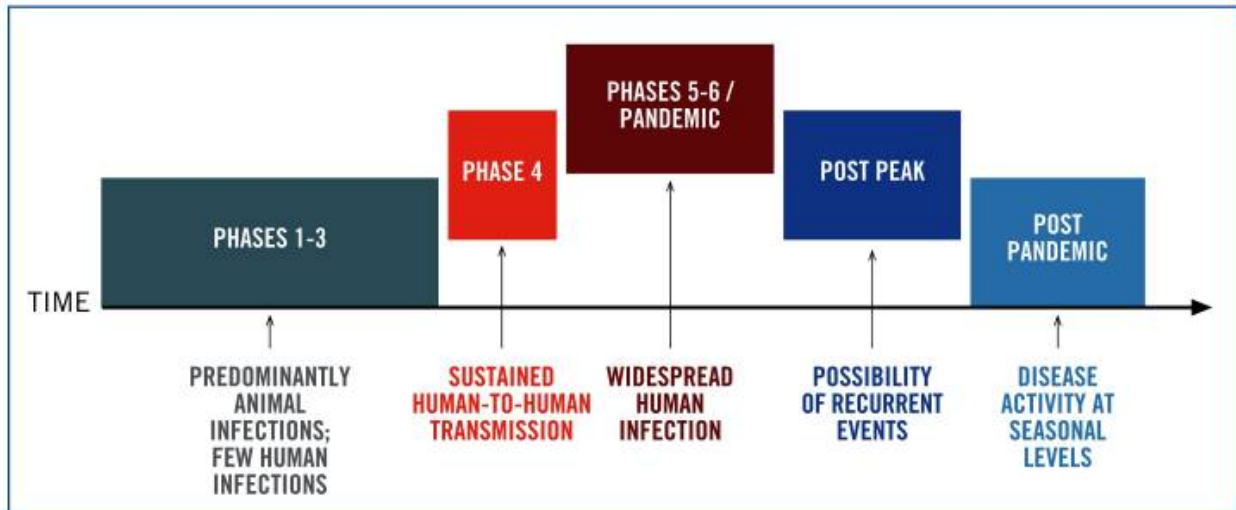 PHASES 5-6 /
PANDEMIC
PHASE 4
POST PEAK
PHASES 1-3
POST
PANDEMIC
TIME
PREDOMINANTLY
ANIMAL
INFECTIONS;
FEW HUMAN
INFECTIONS
SUSTAINED
HUMAN-TO-HUMAN
TRANSMISSION
WIDESPREAD
HUMAN
INFECTION
POSSIBILITY
OF RECURRENT
EVENTS
DISEASE
ACTIVITY AT
SEASONAL
LEVELS